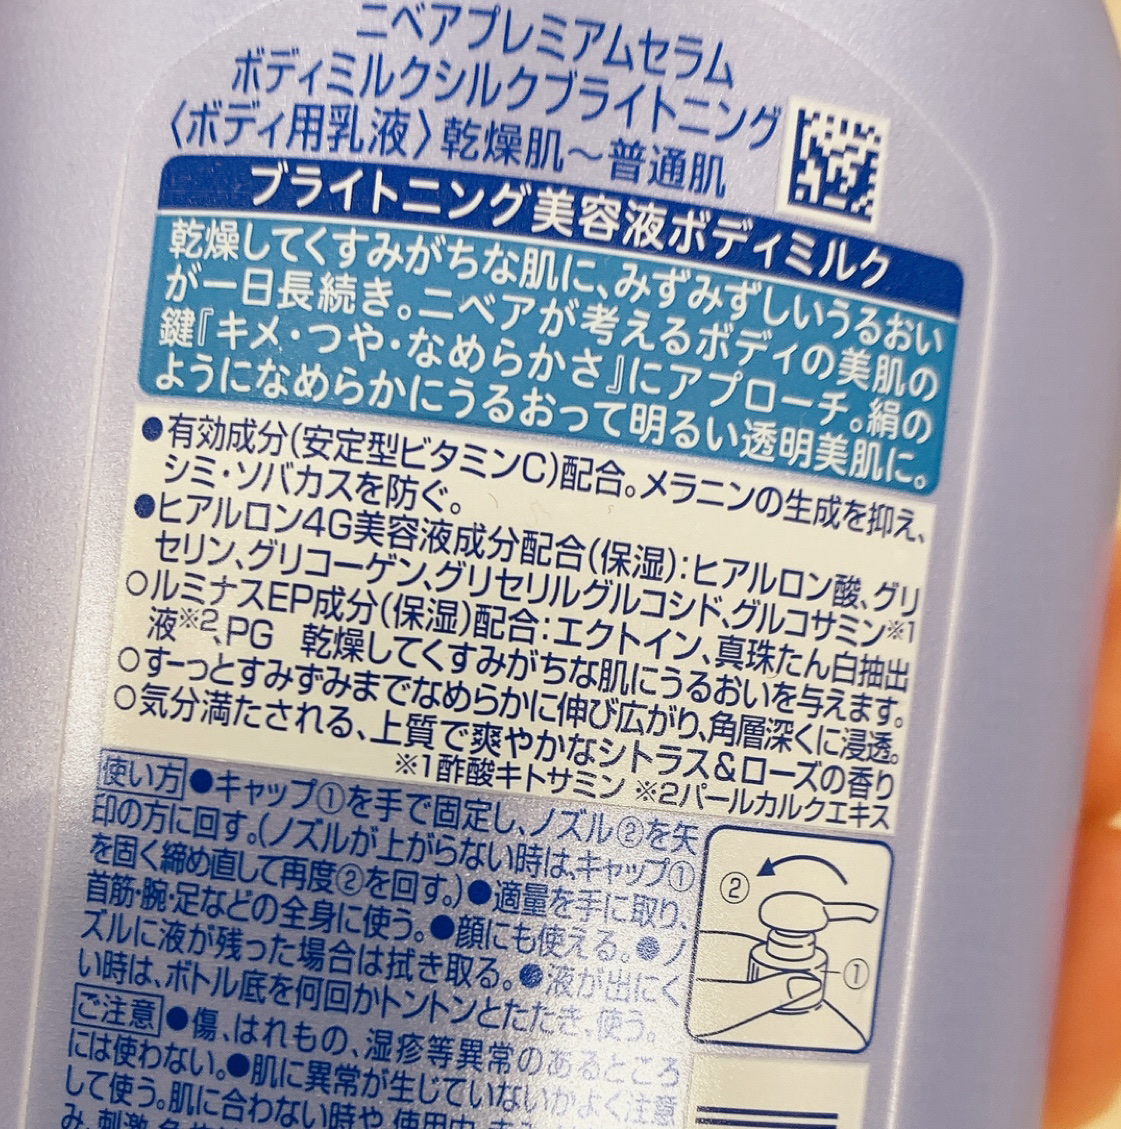 ニベアプレミアムセラム
ボディミルクシルクブライトニング
〈ボディ用乳液〉乾燥肌〜普通肌
ブライトニング美容液ボディミルク
乾燥してくすみがちな肌に、みずみずしいうるおい
が一日長続き。ニベアが考えるボディの美肌の
鍵『キメ・つや・なめらかさ』にアプローチ。絹の
ようになめらかにうるおって明るい透明美肌に。
●有効成分(安定型ビタミンC)配合。メラニンの生成を抑え、
シミ・ソバカスを防ぐ。
●ヒアルロン4G美容液成分配合(保湿):ヒアルロン酸、グリ
セリン、グリコーゲン、グリセリルグルコシド、グルコサミン※1
○ルミナスEP成分(保湿)配合:エクトイン、真珠たん白抽出
液※2、PG 乾燥してくすみがちな肌にうるおいを与えます。
○すーっとすみずみまでなめらかに伸び広がり、角層深くに浸透。
○気分満たされる、上質で爽やかなシトラス&ローズの香り
※1酢酸キトサミン ※2パールカルクエキス
使い方 ●キャップ①を手で固定し、ノズル②を矢
印の方に回す。(ノズルが上がらない時は、キャップ①
を固く締め直して再度②を回す。)●適量を手に取り、
首筋・腕・足などの全身に使う。●顔にも使える。●ノ
ズルに液が残った場合は拭き取る。●液が出にく
い時は、ボトル底を何回かトントンとたたき、使う。
②
①
ご注意 ●傷、はれもの、湿疹等異常のあるところ
には使わない。●肌に異常が生じていないかよく注意
して使う。肌に合わない時や、使用中、
み、刺激、